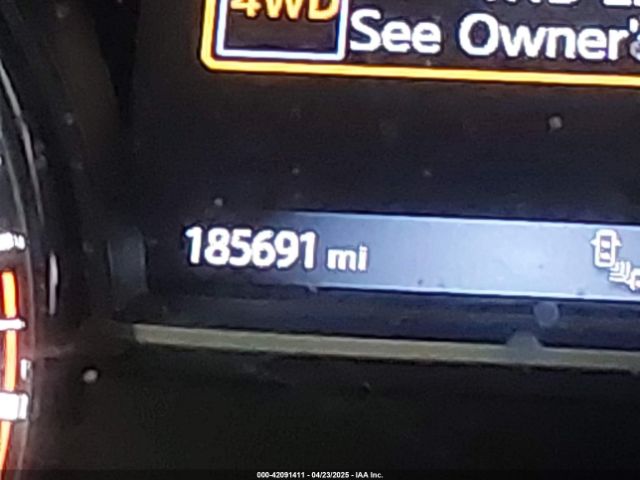 4WD
See Owner's
185691 mi
000-42091411 - 04/23/2025 - IAA Inc.